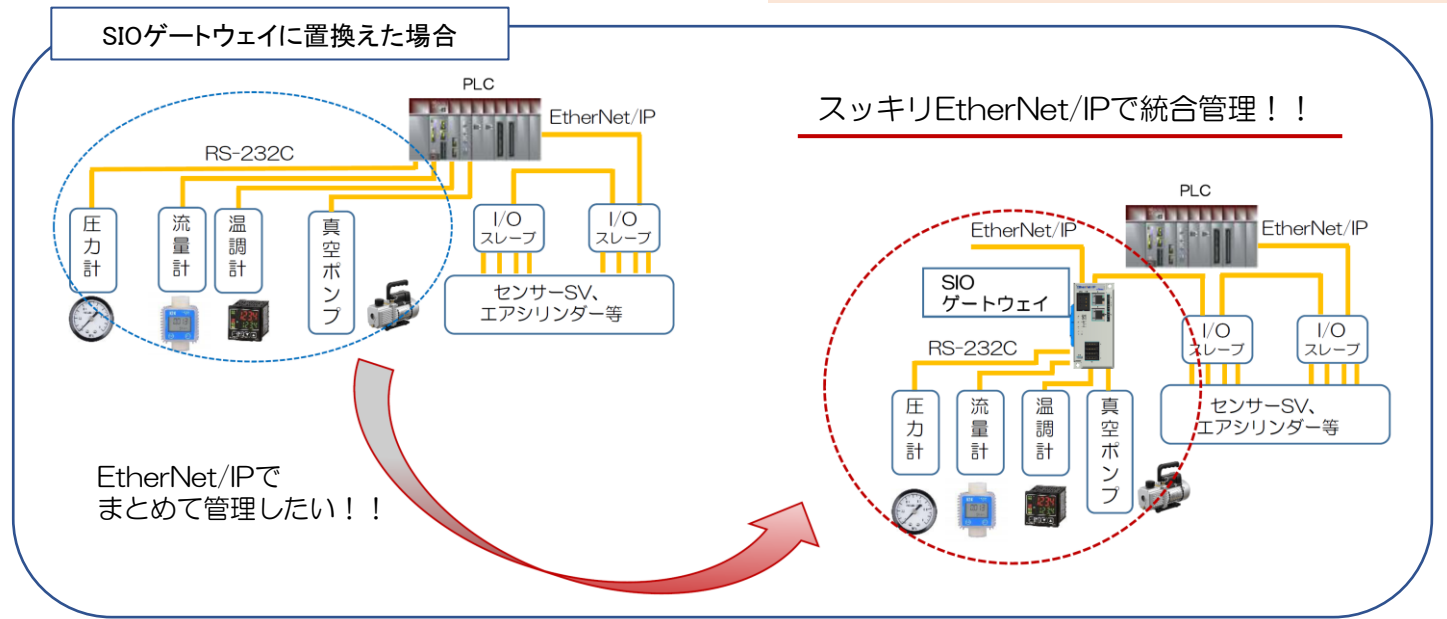 SIOゲートウェイに置換えた場合
PLC
EtherNet/IP
RS-232C
圧力計
流量計
温調計
真空ポンプ
I/O
スレーブ
I/O
スレーブ
センサーSV、
エアシリンダー等
EtherNet/IPで
まとめて管理したい！！
スッキリEtherNet/IPで統合管理！！
PLC
EtherNet/IP
EtherNet/IP
SIO
ゲートウェイ
RS-232C
圧力計
流量計
温調計
真空ポンプ
I/O
スレーブ
I/O
スレーブ
センサーSV、
エアシリンダー等